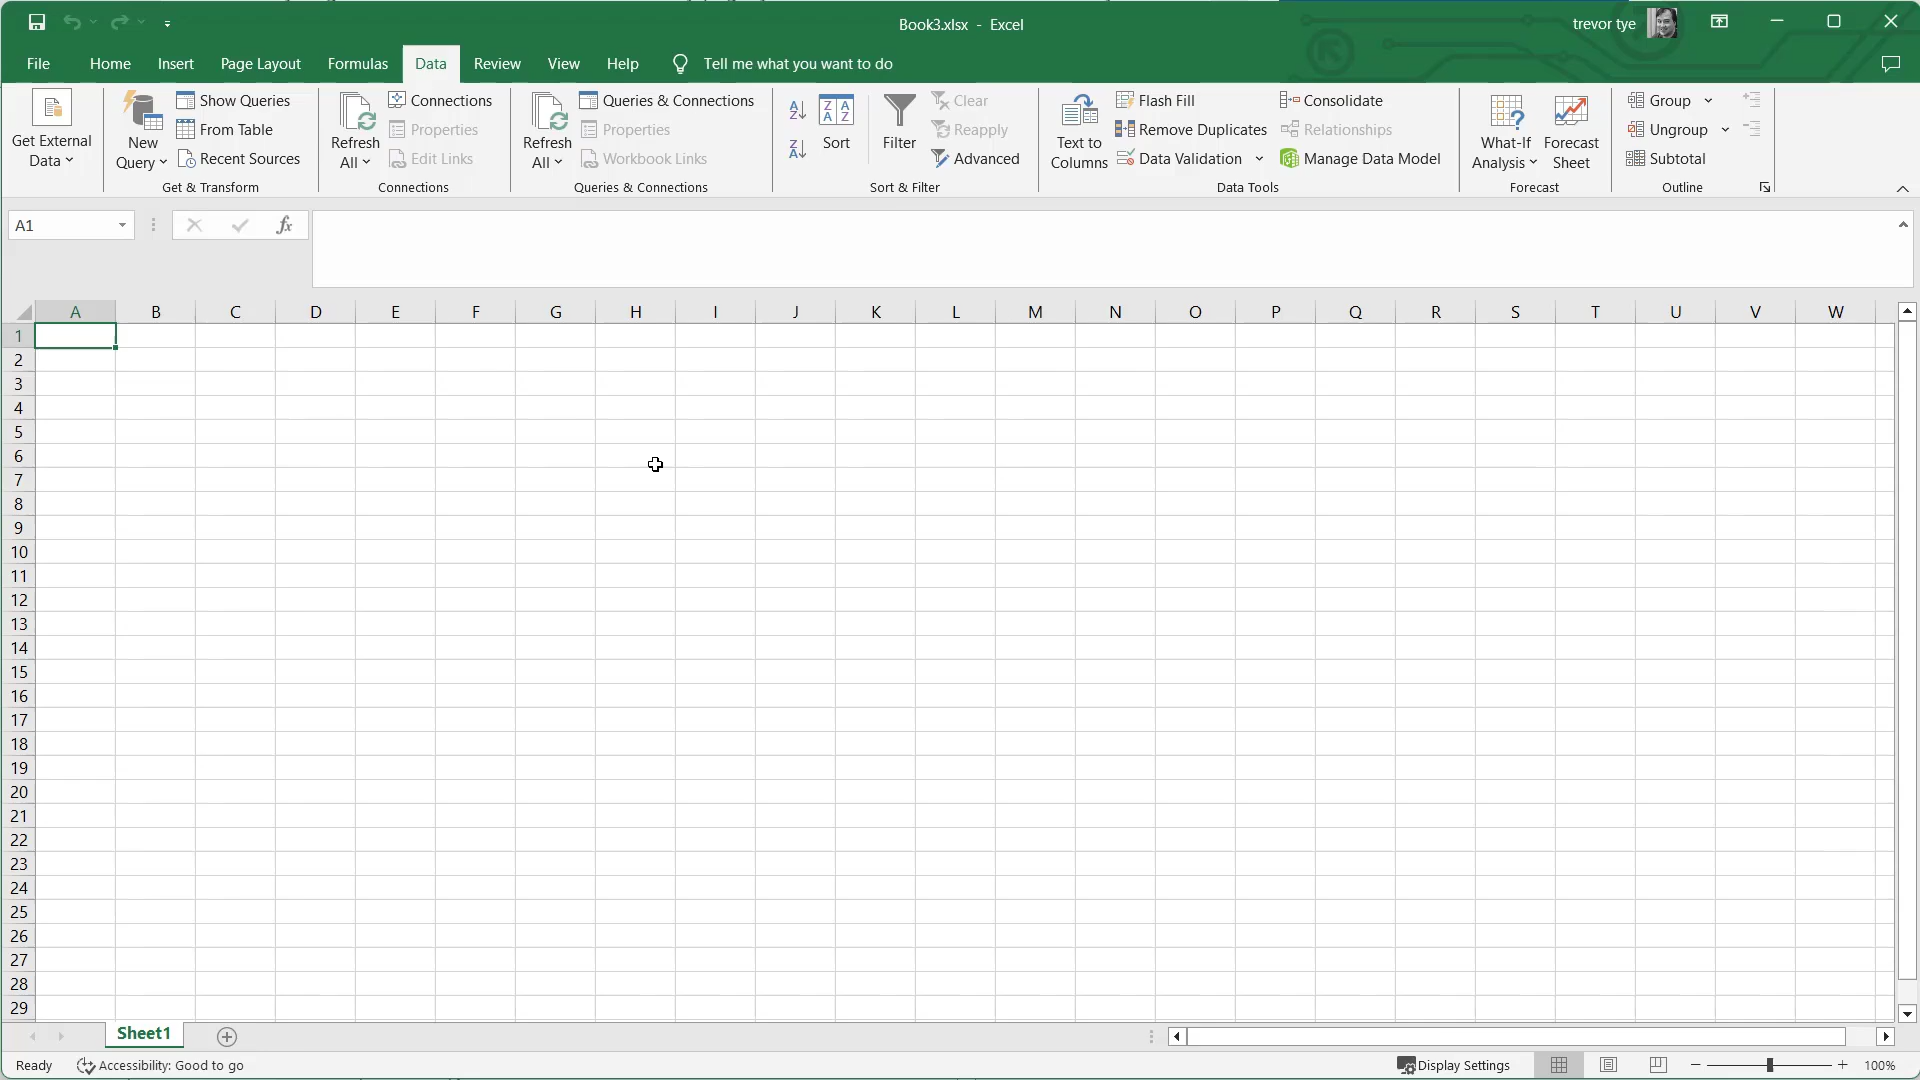 Book3.xlsx - Excel
trevor tye
File Home Insert Page Layout Formulas Data Review View Help Tell me what you want to do
Get External Data
New Query
Show Queries
From Table
Recent Sources
Get & Transform
Refresh All
Connections
Properties
Edit Links
Connections
Refresh All
Queries & Connections
Properties
Workbook Links
Queries & Connections
Sort
Filter
Clear
Reapply
Advanced
Sort & Filter
Text to Columns
Flash Fill
Remove Duplicates
Data Validation
Consolidate
Relationships
Manage Data Model
Data Tools
What-If Analysis
Forecast Sheet
Forecast
Group
Ungroup
Subtotal
Outline
A1
fx
A B C D E F G H I J K L M N O P Q R S T U V W
1
2
3
4
5
6
7
8
9
10
11
12
13
14
15
16
17
18
19
20
21
22
23
24
25
26
27
28
29
Sheet1
Ready Accessibility: Good to go Display Settings 100%